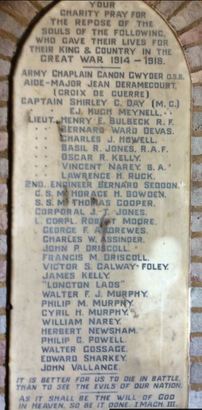 YOUR
CHARITY PRAY FOR
THE REPOSE OF THE
SOULS OF THE FOLLOWING,
WHO GAVE THEIR LIVES FOR
THEIR KING & COUNTRY IN THE
GREAT WAR 1914-1918.
ARMY CHAPLAIN CANON GWYDIR O.S.B.
AIDE-MAJOR JEAN DERAMECOURT,
(CROIX DE GUERRE)
CAPTAIN SHIRLEY C. DAY (M.C.)
" E.J. HUGH MEYNELL.
LIEUT. HENRY E. BULBECK R.F.
" BERNARD WARD DEVAS.
" CHARLES J. HOWELL.
" BASIL R. JONES, R.A.F.
" OSCAR R. KELLY.
" VINCENT NAREY. S.A.
" LAWRENCE H. RUCK.
2ND. ENGINEER BERNARD SEDDON.
C.S.M. HORACE H. BOWDEN.
S.S.M. THOMAS COOPER.
CORPORAL J.T. JONES.
L. CORPL. ROBERT MOORE.
GEORGE F. ANDREWES.
CHARLES W. ASSINDER.
JOHN P. DRISCOLL.
FRANCIS M. DRISCOLL.
VICTOR S. GALWAY-FOLEY.
JAMES KELLY.
"LONGTON LADS"
WALTER F. J. MURPHY.
PHILIP M. MURPHY.
CYRIL H. MURPHY.
WILLIAM NAREY.
HERBERT NEWSHAM.
PHILIP C. POWELL.
WALTER GOSSAGE.
EDWARD SHARKEY.
JOHN VALLANCE.
IT IS BETTER FOR US TO DIE IN BATTLE,
THAN TO SEE THE EVILS OF OUR NATION.
AS IT SHALL BE THE WILL OF GOD
IN HEAVEN, SO BE IT DONE. 1 MACH. III.